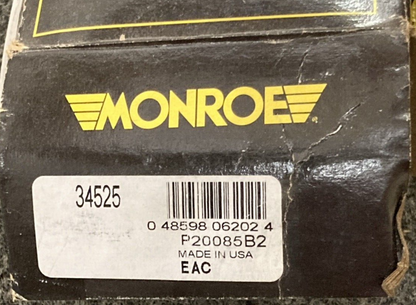 MONROE
34525
0 48598 06202 4
P20085B2
MADE IN USA
EAC